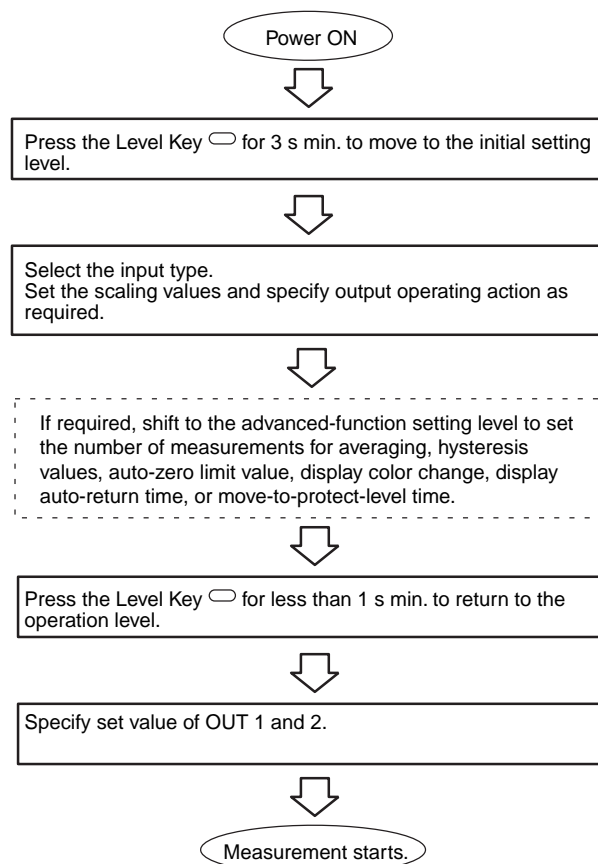 Power ON
Press the Level Key for 3 s min. to move to the initial setting
level.
Select the input type.
Set the scaling values and specify output operating action as
required.
If required, shift to the advanced-function setting level to set
the number of measurements for averaging, hysteresis
values, auto-zero limit value, display color change, display
auto-return time, or move-to-protect-level time.
Press the Level Key for less than 1 s min. to return to the
operation level.
Specify set value of OUT 1 and 2.
Measurement starts.